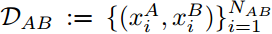 𝒟_{AB} := {(x_i^A, x_i^B)}_{i=1}^{N_{AB}}